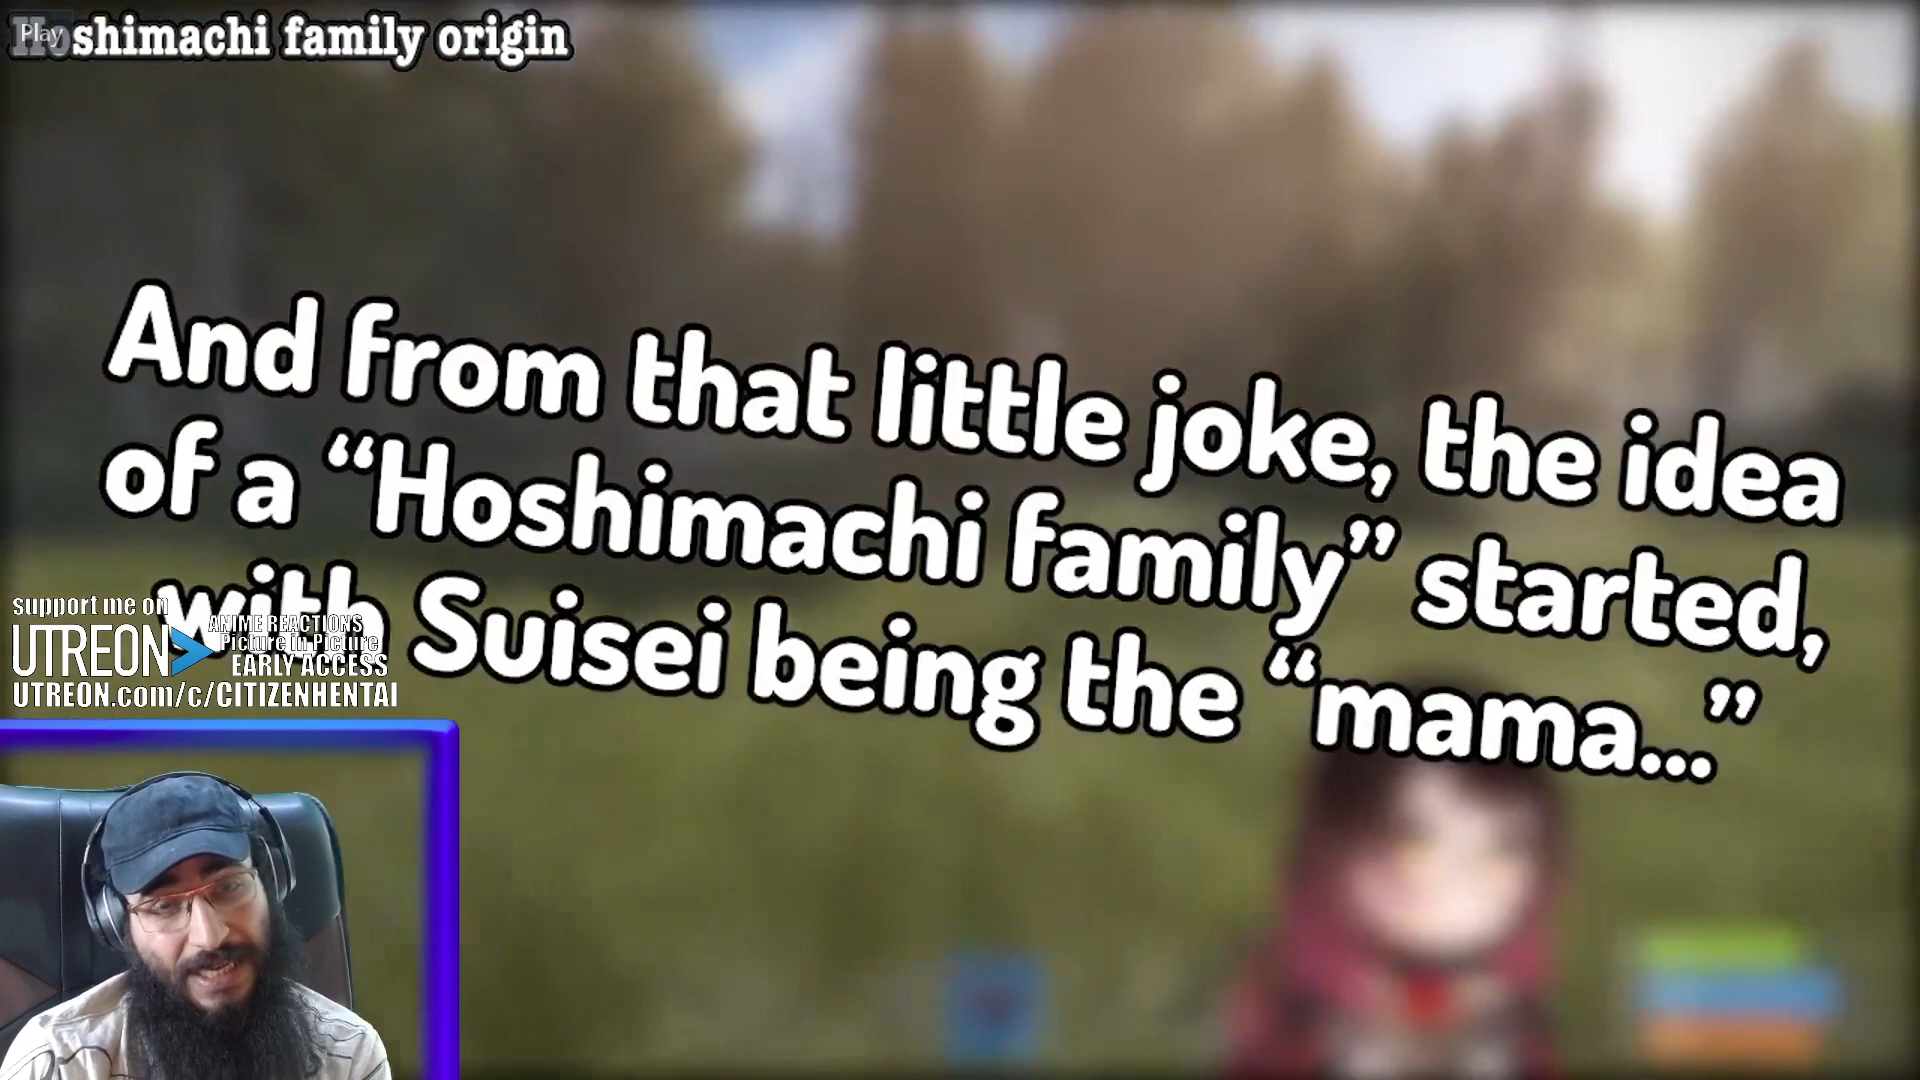 Play
Hoshimachi family origin
And from that little joke, the idea
of a “Hoshimachi family” started,
with Suisei being the “mama...”
support me on
UTREON
ANIME REACTIONS
Picture in Picture
EARLY ACCESS
UTREON.com/c/CITIZENHENTAI